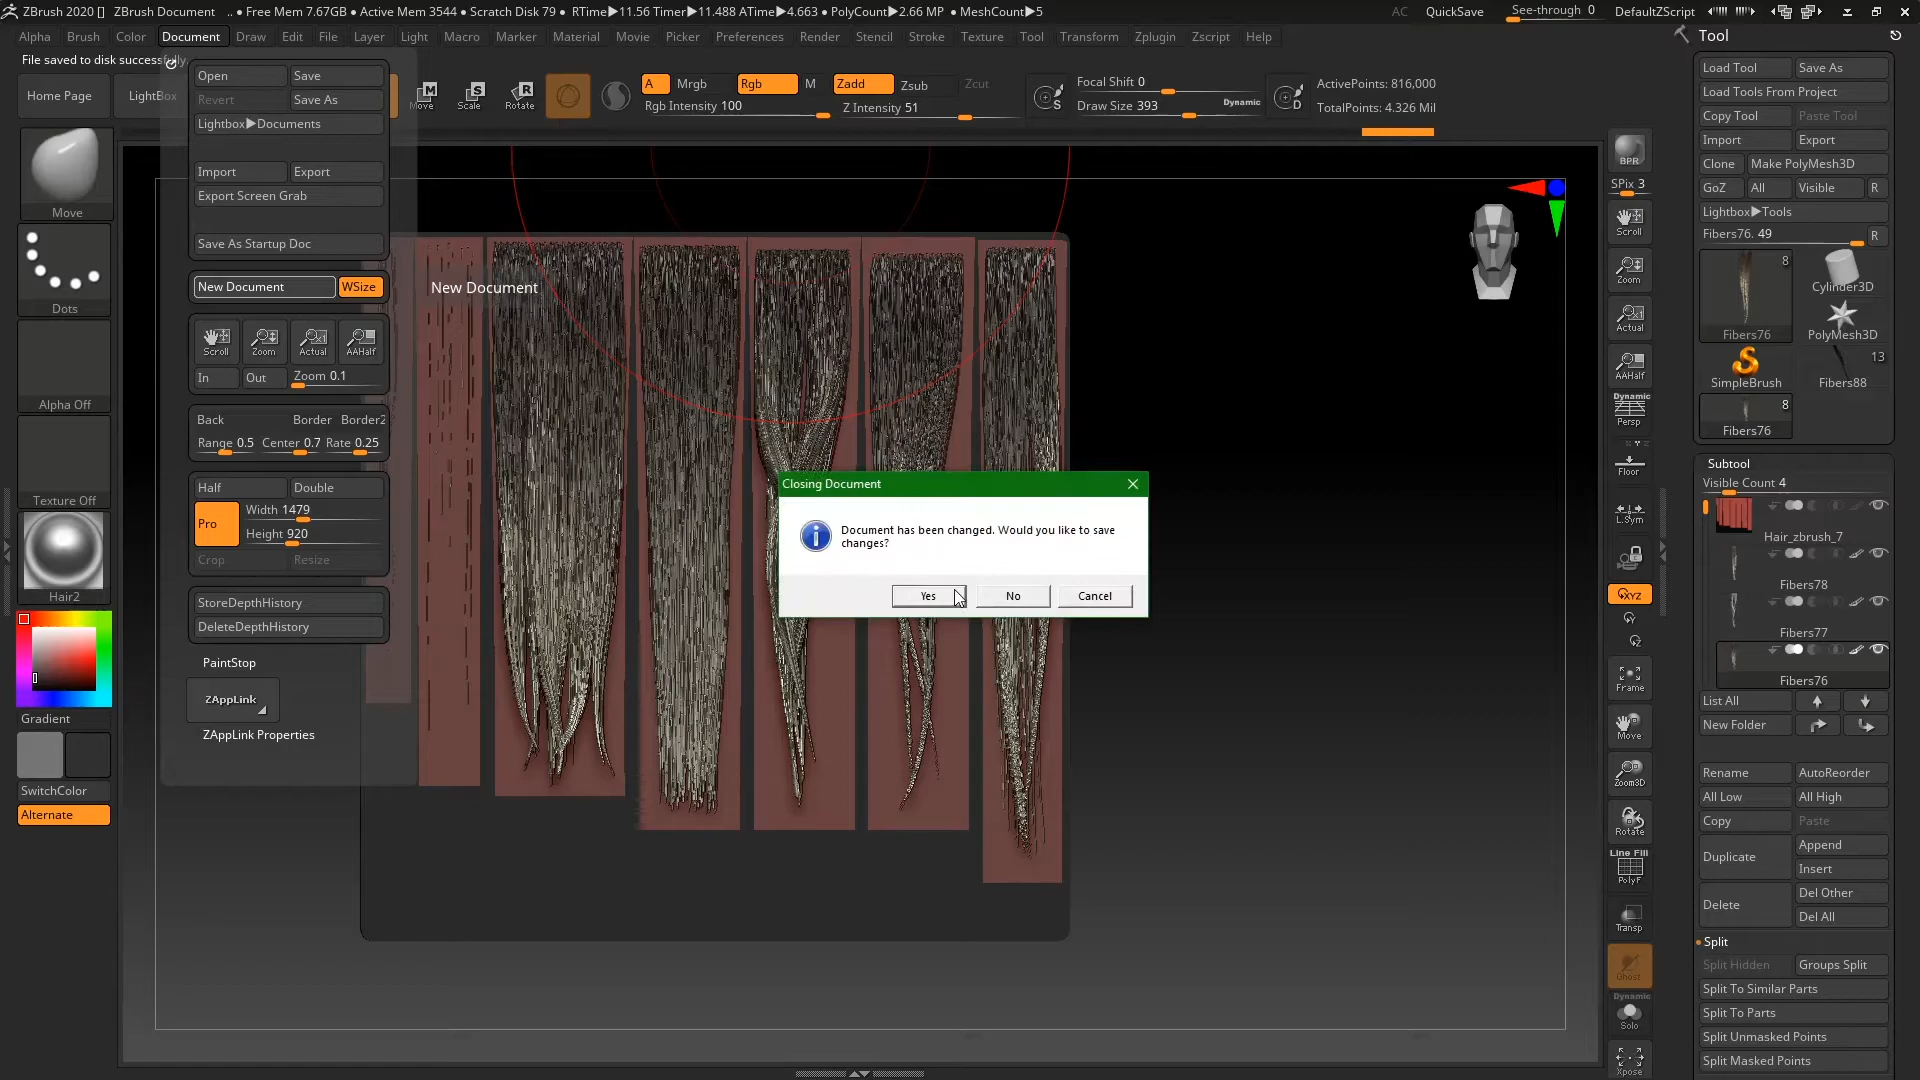 ZBrush 2020 [] ZBrush Document .. • Free Mem 7.67GB • Active Mem 3544 • Scratch Disk 79 • RTime▶11.56 Timer▶11.488 ATime▶4.663 • PolyCount▶2.66 MP • MeshCount▶5 AC QuickSave See-through 0 DefaultZScript
Alpha Brush Color Document Draw Edit File Layer Light Macro Marker Material Movie Picker Preferences Render Stencil Stroke Texture Tool Transform Zplugin Zscript Help
File saved to disk successfully.
Home Page LightBox
Move Scale Rotate
A Mrgb Rgb M Zadd Zsub Zcut
Rgb Intensity 100 Z Intensity 51
S Focal Shift 0
Draw Size 393 Dynamic
D ActivePoints: 816,000
TotalPoints: 4.326 Mil
Move
Dots
Alpha Off
Texture Off
Hair2
Gradient
SwitchColor
Alternate
Open Save
Revert Save As
Lightbox▶Documents
Import Export
Export Screen Grab
Save As Startup Doc
New Document WSize
New Document
Scroll Zoom Actual AAHalf
In Out Zoom 0.1
Back Border Border2
Range 0.5 Center 0.7 Rate 0.25
Half Double
Pro Width 1479
Height 920
Crop Resize
StoreDepthHistory
DeleteDepthHistory
PaintStop
ZAppLink
ZAppLink Properties
Closing Document
Document has been changed. Would you like to save
changes?
Yes No Cancel
BPR
SPix 3
Scroll
Zoom
Actual
AAHalf
Dynamic
Persp
Floor
L.Sym
XYZ
Frame
Move
Zoom3D
Rotate
Line Fill
PolyF
Transp
Ghost
Dynamic
Solo
Xpose
Tool
Load Tool Save As
Load Tools From Project
Copy Tool Paste Tool
Import Export
Clone Make PolyMesh3D
GoZ All Visible R
Lightbox▶Tools
Fibers76. 49 R
8
Fibers76 Cylinder3D
PolyMesh3D
SimpleBrush 13
Fibers88
8
Fibers76
Subtool
Visible Count 4
Hair_zbrush_7
Fibers78
Fibers77
Fibers76
List All
New Folder
Rename AutoReorder
All Low All High
Copy Paste
Duplicate Append
Insert
Delete Del Other
Del All
Split
Split Hidden Groups Split
Split To Similar Parts
Split To Parts
Split Unmasked Points
Split Masked Points